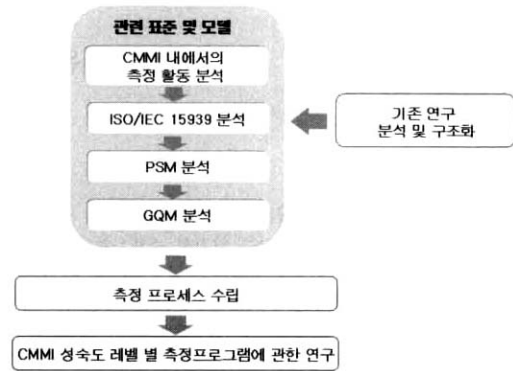 관련 표준 및 모델
CMMI 내에서의
측정 활동 분석
ISO/IEC 15939 분석
PSM 분석
GQM 분석
기존 연구
분석 및 구조화
측정 프로세스 수립
CMMI 성숙도 레벨 별 측정프로그램에 관한 연구